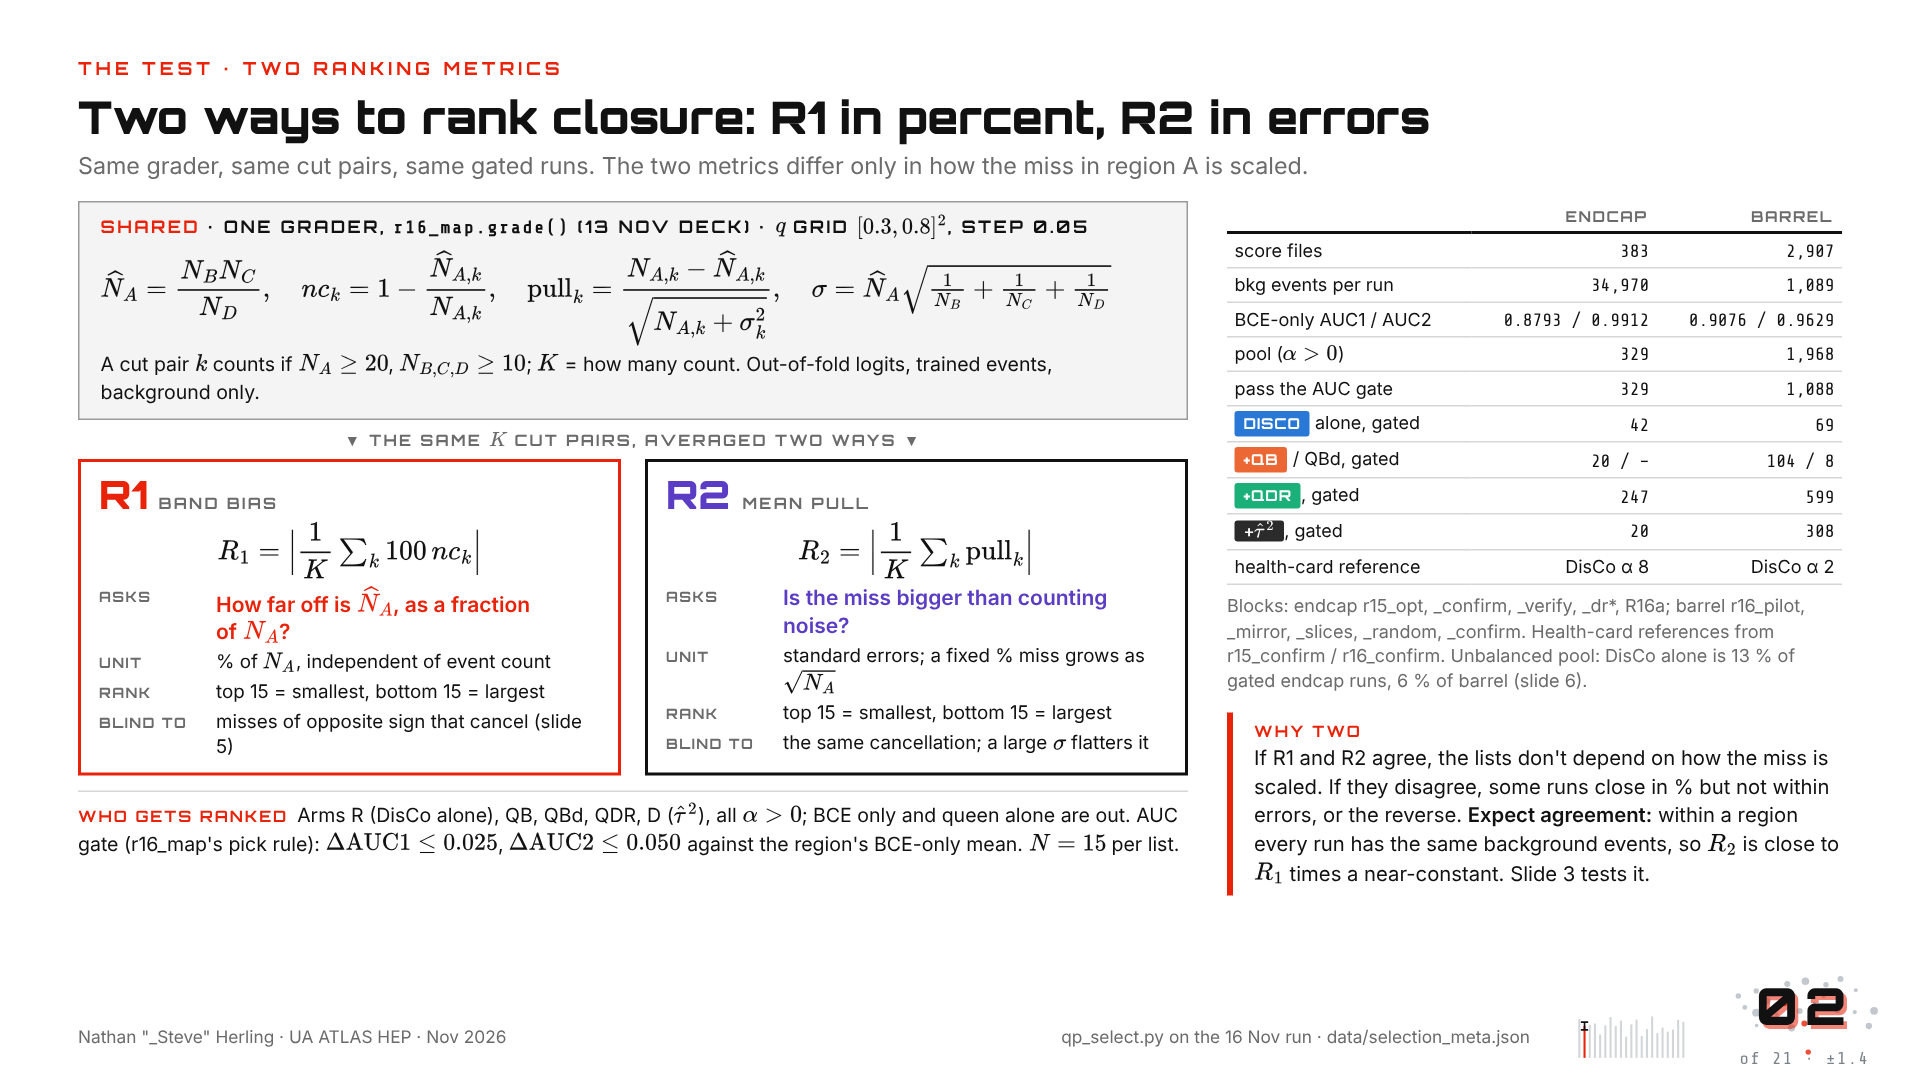 THE TEST · TWO RANKING METRICS
Two ways to rank closure: R1 in percent, R2 in errors
Same grader, same cut pairs, same gated runs. The two metrics differ only in how the miss in region A is scaled.
SHARED · ONE GRADER, r16_map.grade() (13 NOV DECK) · q GRID [0.3, 0.8]², STEP 0.05
N̂_A = N_B N_C / N_D, nc_k = 1 − N̂_{A,k} / N_{A,k}, pull_k = (N_{A,k} − N̂_{A,k}) / √(N_{A,k} + σ_k²), σ = N̂_A √(1/N_B + 1/N_C + 1/N_D)
A cut pair k counts if N_A ≥ 20, N_{B,C,D} ≥ 10; K = how many count. Out-of-fold logits, trained events,
background only.
▼ THE SAME K CUT PAIRS, AVERAGED TWO WAYS ▼
R1 BAND BIAS
R_1 = |1/K ∑_k 100 nc_k|
ASKS How far off is N̂_A, as a fraction
of N_A?
UNIT % of N_A, independent of event count
RANK top 15 = smallest, bottom 15 = largest
BLIND TO misses of opposite sign that cancel (slide
5)
R2 MEAN PULL
R_2 = |1/K ∑_k pull_k|
ASKS Is the miss bigger than counting
noise?
UNIT standard errors; a fixed % miss grows as
√N_A
RANK top 15 = smallest, bottom 15 = largest
BLIND TO the same cancellation; a large σ flatters it
WHO GETS RANKED Arms R (DisCo alone), QB, QBd, QDR, D (τ̂²), all α > 0; BCE only and queen alone are out. AUC
gate (r16_map's pick rule): ΔAUC1 ≤ 0.025, ΔAUC2 ≤ 0.050 against the region's BCE-only mean. N = 15 per list.
ENDCAP BARREL
score files 383 2,907
bkg events per run 34,970 1,089
BCE-only AUC1 / AUC2 0.8793 / 0.9912 0.9076 / 0.9629
pool (α > 0) 329 1,968
pass the AUC gate 329 1,088
DISCO alone, gated 42 69
+QB / QBd, gated 20 / – 104 / 8
+QDR, gated 247 599
+τ̂², gated 20 308
health-card reference DisCo α 8 DisCo α 2
Blocks: endcap r15_opt, _confirm, _verify, _dr*, R16a; barrel r16_pilot,
_mirror, _slices, _random, _confirm. Health-card references from
r15_confirm / r16_confirm. Unbalanced pool: DisCo alone is 13 % of
gated endcap runs, 6 % of barrel (slide 6).
WHY TWO
If R1 and R2 agree, the lists don't depend on how the miss is
scaled. If they disagree, some runs close in % but not within
errors, or the reverse. Expect agreement: within a region
every run has the same background events, so R_2 is close to
R_1 times a near-constant. Slide 3 tests it.
Nathan "_Steve" Herling · UA ATLAS HEP · Nov 2026
qp_select.py on the 16 Nov run · data/selection_meta.json
02
of 21 · ±1.4